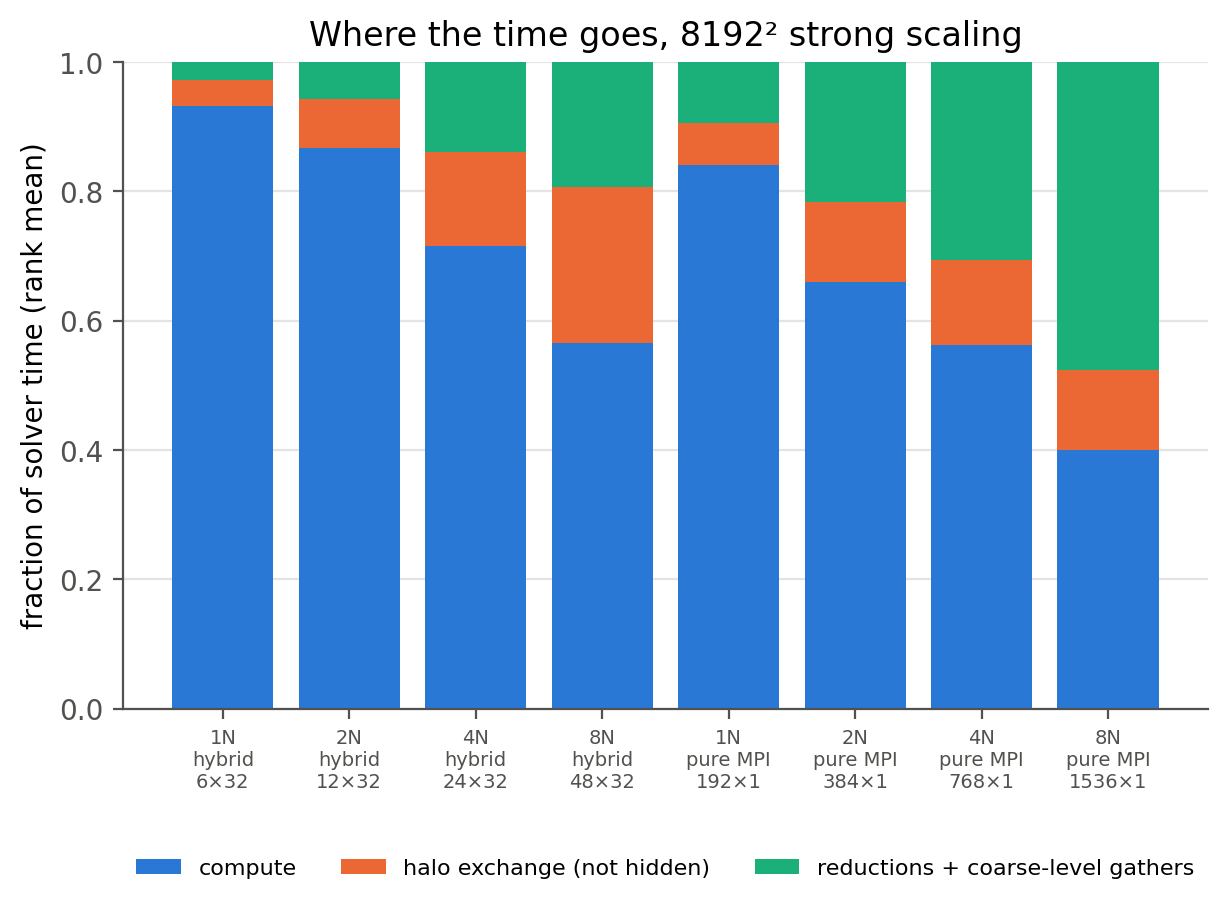 Where the time goes, 8192² strong scaling
fraction of solver time (rank mean)
1.0
0.8
0.6
0.4
0.2
0.0
1N hybrid 6×32
2N hybrid 12×32
4N hybrid 24×32
8N hybrid 48×32
1N pure MPI 192×1
2N pure MPI 384×1
4N pure MPI 768×1
8N pure MPI 1536×1
compute
halo exchange (not hidden)
reductions + coarse-level gathers